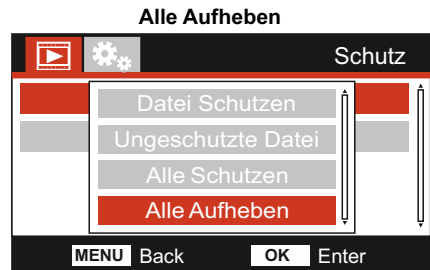 Alle Aufheben
Schutz
Datei Schutzen
Ungeschutzte Datei
Alle Schutzen
Alle Aufheben
MENU Back OK Enter